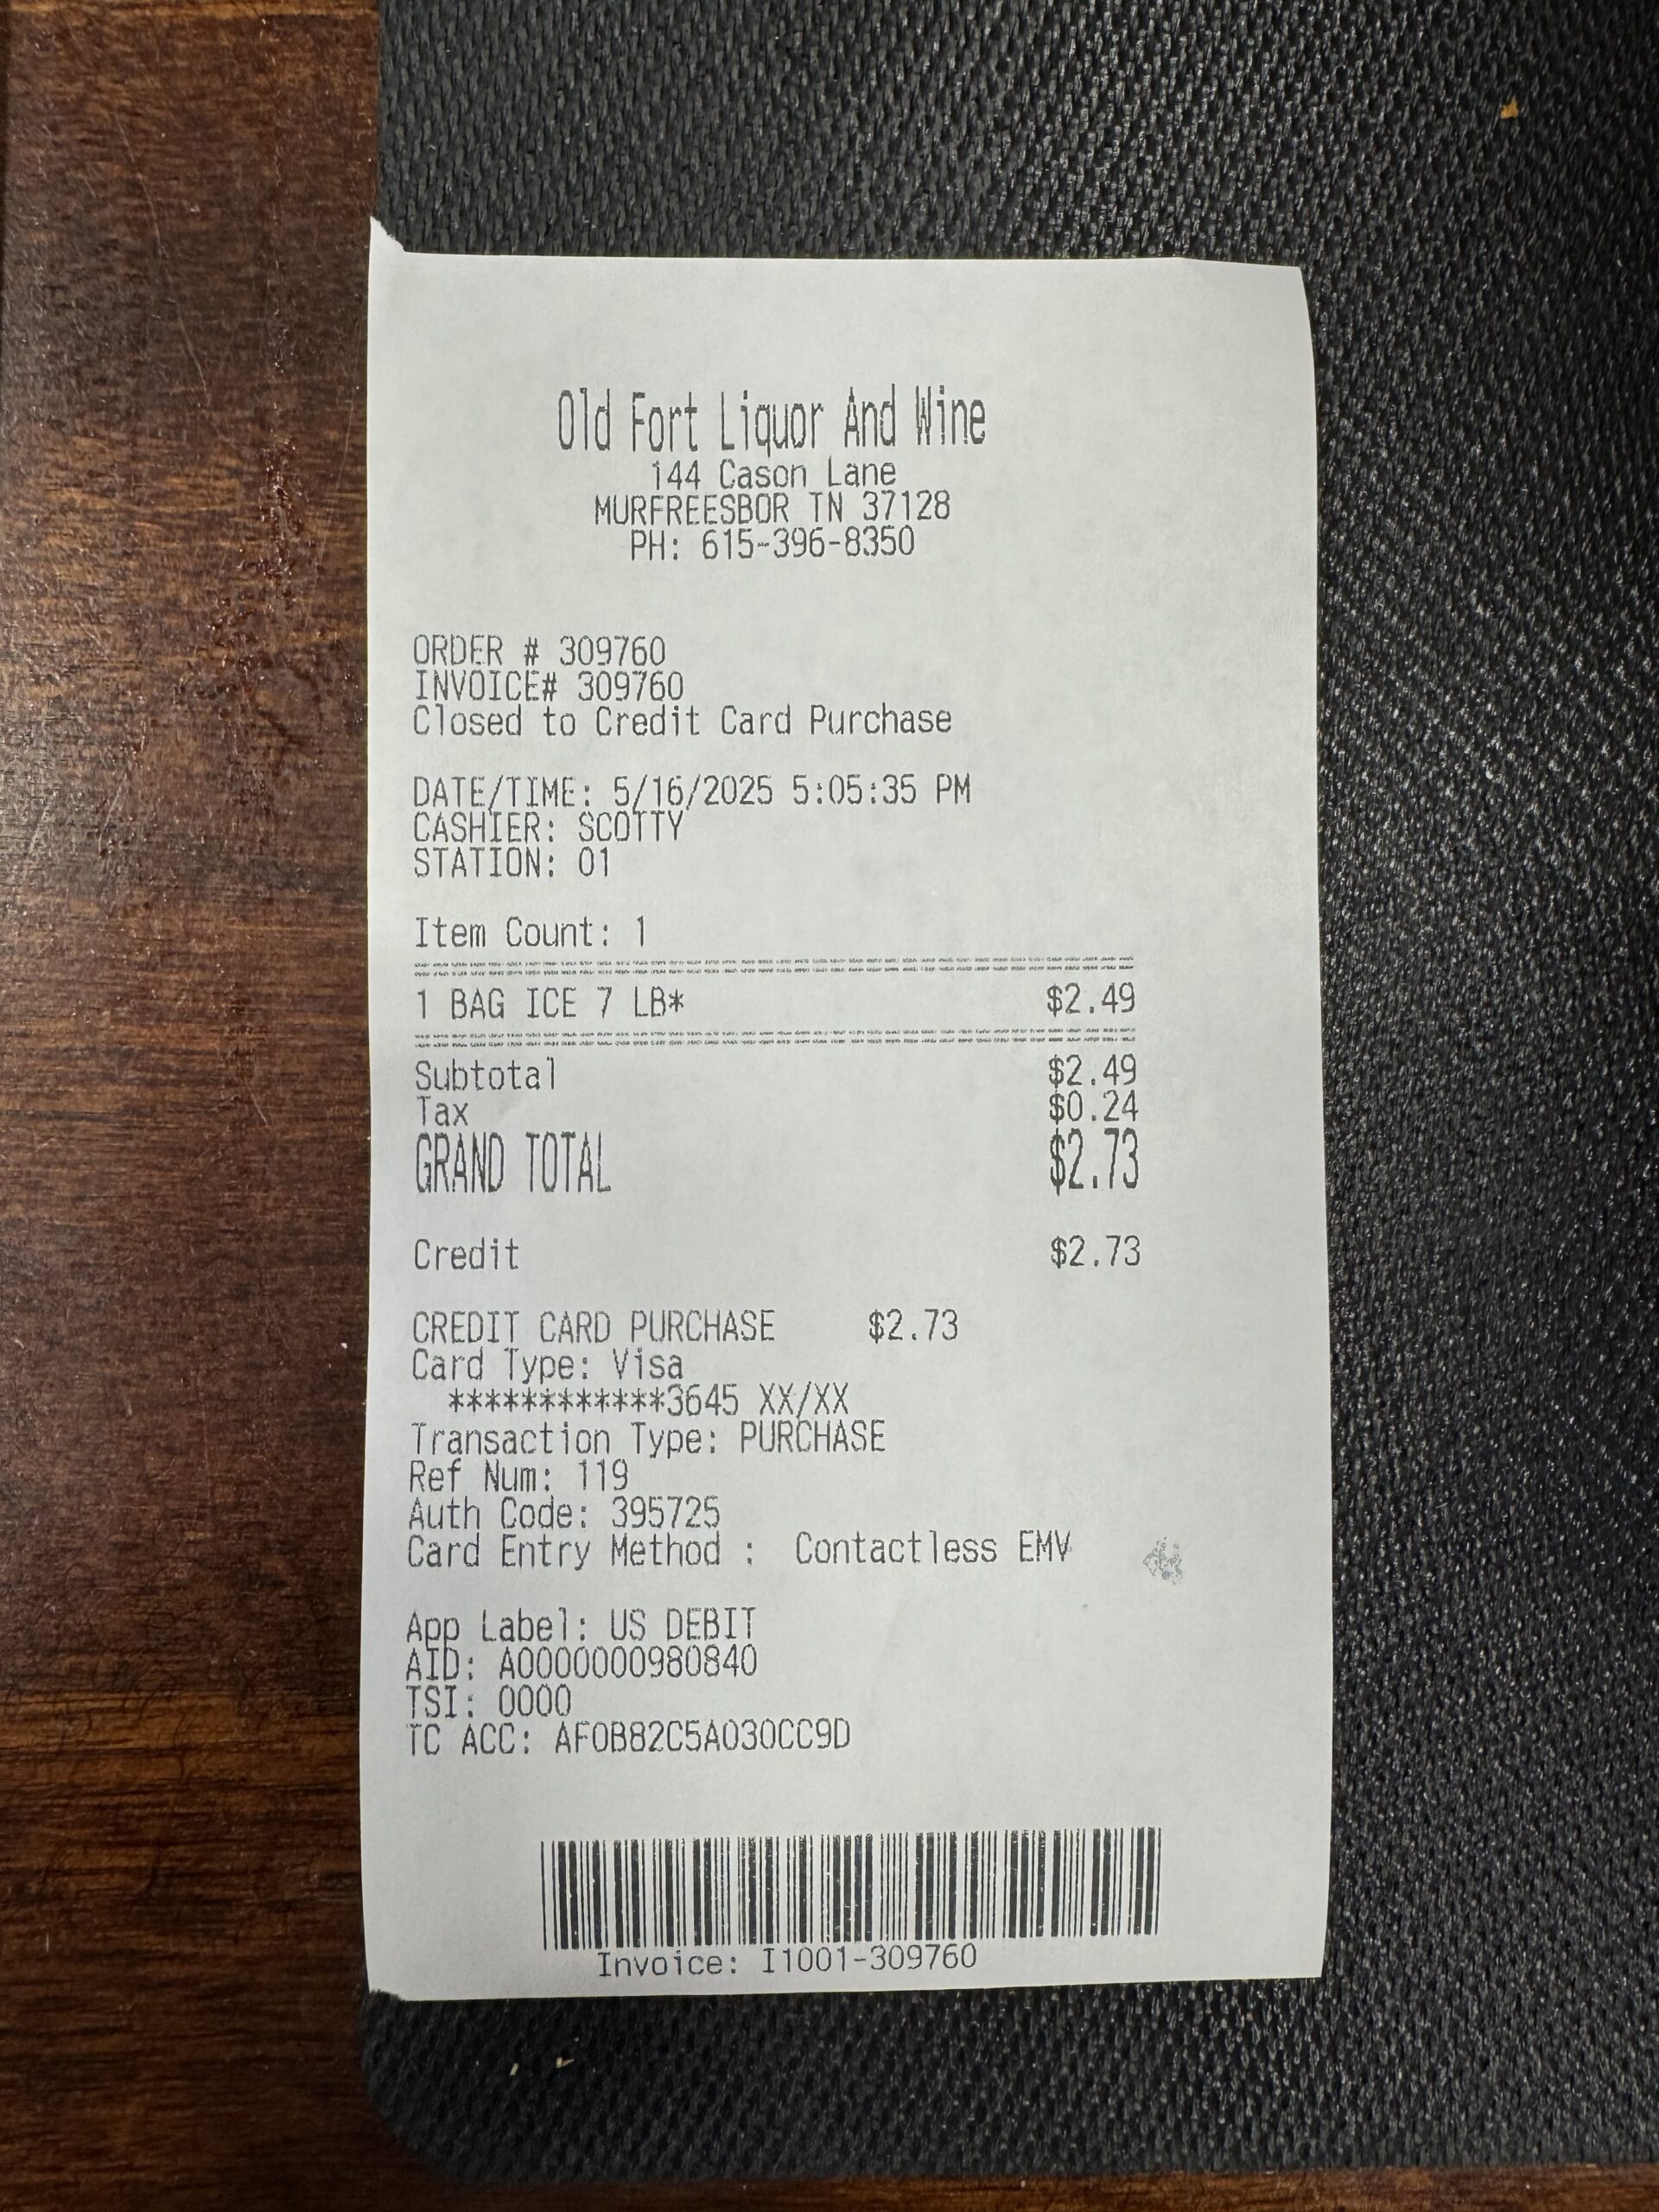 Old Fort Liquor And Wine
144 Cason Lane
MURFREESBOR TN 37128
PH: 615-396-8350
ORDER # 309760
INVOICE# 309760
Closed to Credit Card Purchase
DATE/TIME: 5/16/2025 5:05:35 PM
CASHIER: SCOTTY
STATION: 01
Item Count: 1
1 BAG ICE 7 LB* $2.49
Subtotal $2.49
Tax $0.24
GRAND TOTAL $2.73
Credit $2.73
CREDIT CARD PURCHASE $2.73
Card Type: Visa
************3645 XX/XX
Transaction Type: PURCHASE
Ref Num: 119
Auth Code: 395725
Card Entry Method : Contactless EMV
App Label: US DEBIT
AID: A0000000980840
TSI: 0000
TC ACC: AF0B82C5A030CC9D
Invoice: I1001-309760